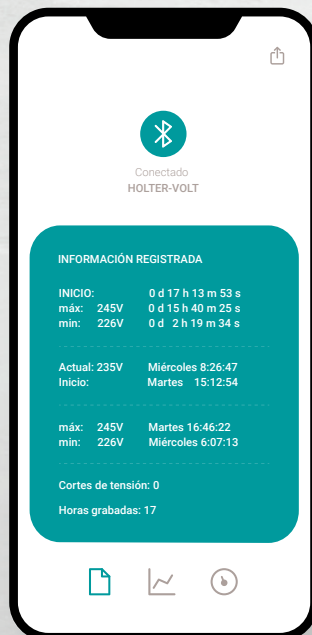 Conectado
HOLTER-VOLT
INFORMACIÓN REGISTRADA
INICIO: 0 d 17 h 13 m 53 s
máx: 245V 0 d 15 h 40 m 25 s
min: 226V 0 d 2 h 19 m 34 s
Actual: 235V Miércoles 8:26:47
Inicio: Martes 15:12:54
máx: 245V Martes 16:46:22
min: 226V Miércoles 6:07:13
Cortes de tensión: 0
Horas grabadas: 17